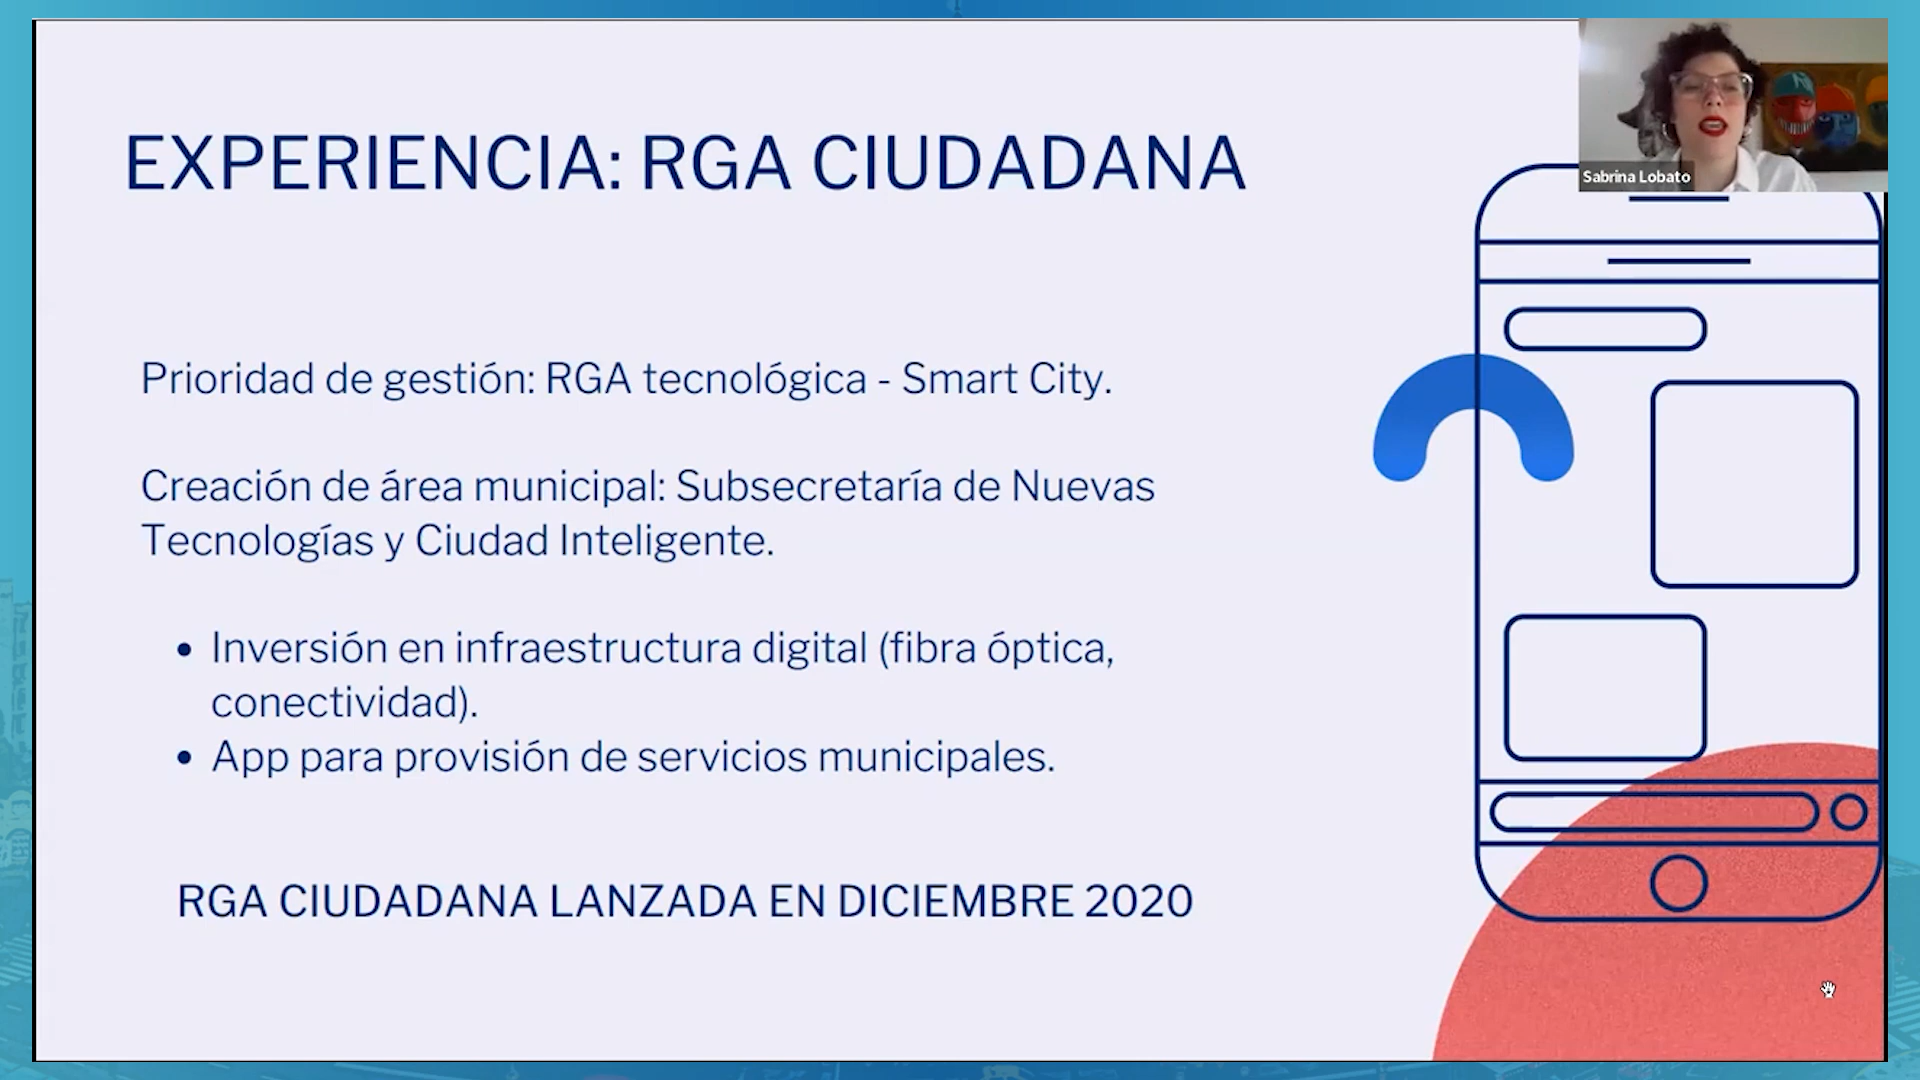 EXPERIENCIA: RGA CIUDADANA
Sabrina Lobato
Prioridad de gestión: RGA tecnológica - Smart City.
Creación de área municipal: Subsecretaría de Nuevas
Tecnologías y Ciudad Inteligente.
• Inversión en infraestructura digital (fibra óptica,
conectividad).
• App para provisión de servicios municipales.
RGA CIUDADANA LANZADA EN DICIEMBRE 2020